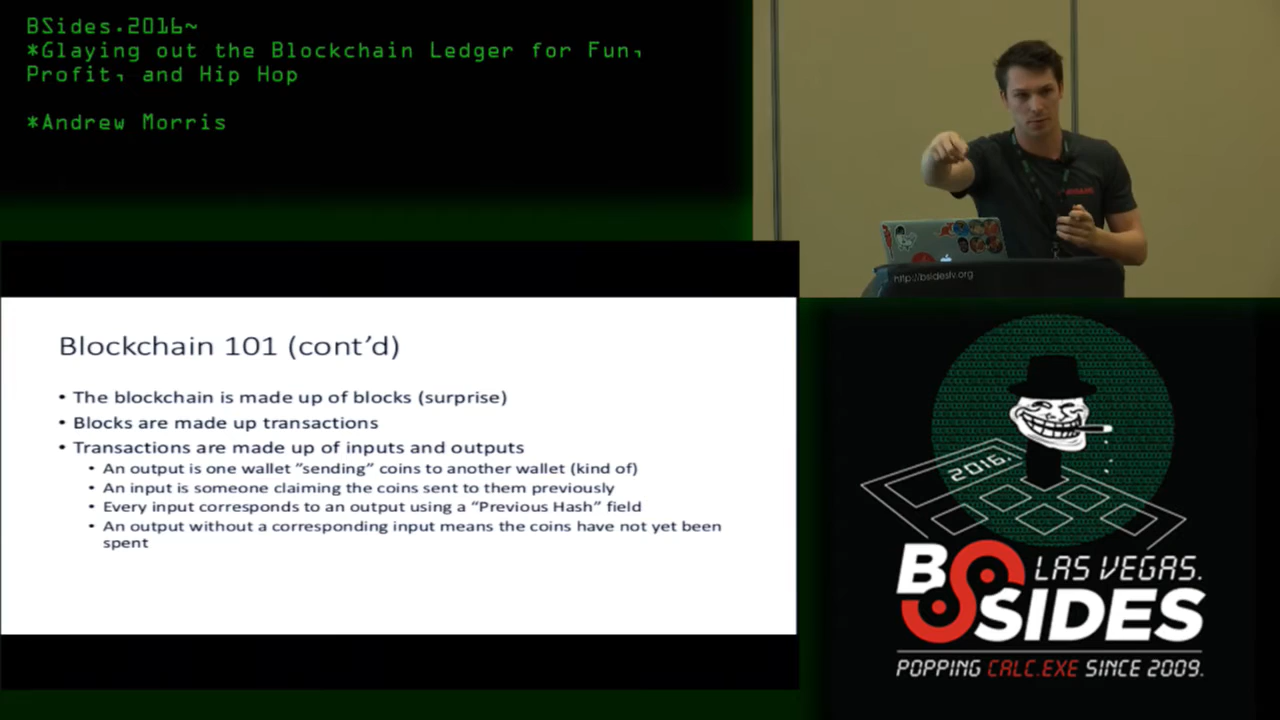 BSides.2016~
*Glaying out the Blockchain Ledger for Fun,
Profit, and Hip Hop
*Andrew Morris
http://bsideslv.org
Blockchain 101 (cont’d)
• The blockchain is made up of blocks (surprise)
• Blocks are made up transactions
• Transactions are made up of inputs and outputs
• An output is one wallet “sending” coins to another wallet (kind of)
• An input is someone claiming the coins sent to them previously
• Every input corresponds to an output using a “Previous Hash” field
• An output without a corresponding input means the coins have not yet been
spent
2016.
BSIDES
LAS VEGAS.
POPPING CALC.EXE SINCE 2009.